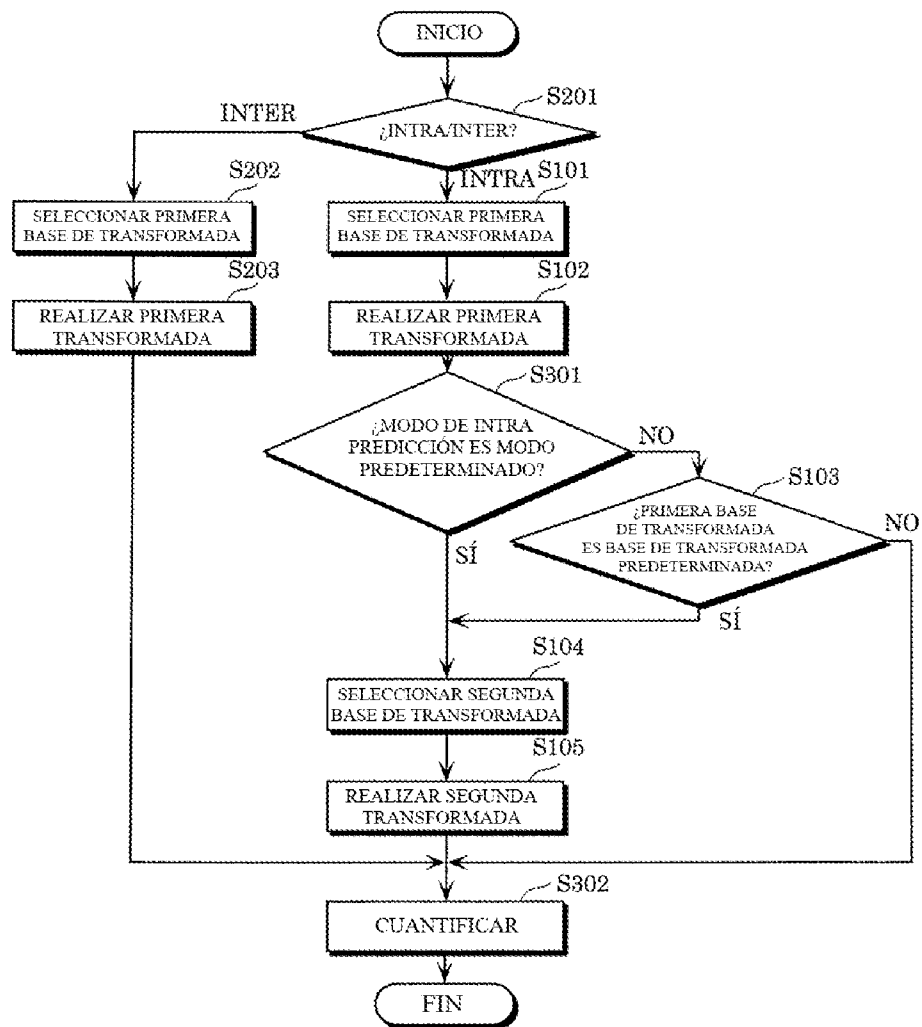 INICIO
S201
INTER
¿INTRA/INTER?
INTRA
S202
SELECCIONAR PRIMERA
BASE DE TRANSFORMADA
S101
SELECCIONAR PRIMERA
BASE DE TRANSFORMADA
S203
REALIZAR PRIMERA
TRANSFORMADA
S102
REALIZAR PRIMERA
TRANSFORMADA
S301
¿MODO DE INTRA
PREDICCIÓN ES MODO
PREDETERMINADO?
NO
SÍ
S103
¿PRIMERA BASE
DE TRANSFORMADA
ES BASE DE TRANSFORMADA
PREDETERMINADA?
NO
SÍ
S104
SELECCIONAR SEGUNDA
BASE DE TRANSFORMADA
S105
REALIZAR SEGUNDA
TRANSFORMADA
S302
CUANTIFICAR
FIN